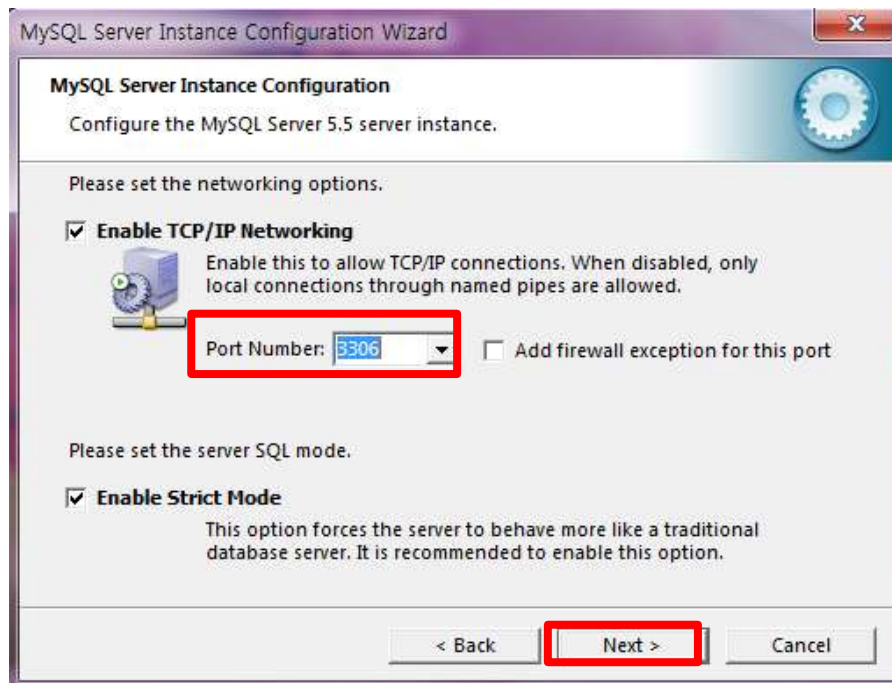 MySQL Server Instance Configuration Wizard
MySQL Server Instance Configuration
Configure the MySQL Server 5.5 server instance.
Please set the networking options.
Enable TCP/IP Networking
Enable this to allow TCP/IP connections. When disabled, only
local connections through named pipes are allowed.
Port Number: 3306 Add firewall exception for this port
Please set the server SQL mode.
Enable Strict Mode
This option forces the server to behave more like a traditional
database server. It is recommended to enable this option.
< Back Next > Cancel